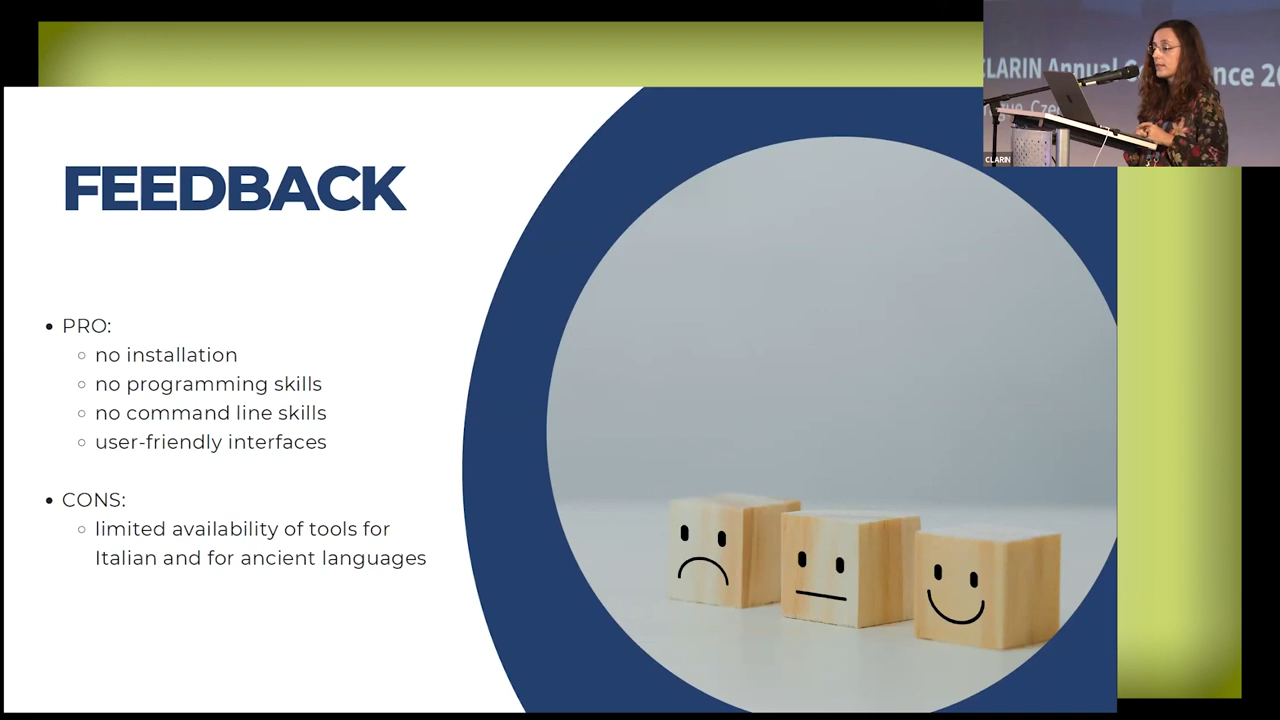 CLARIN Annual C nce 2
CLARIN
FEEDBACK
• PRO:
◦ no installation
◦ no programming skills
◦ no command line skills
◦ user-friendly interfaces
• CONS:
◦ limited availability of tools for
Italian and for ancient languages